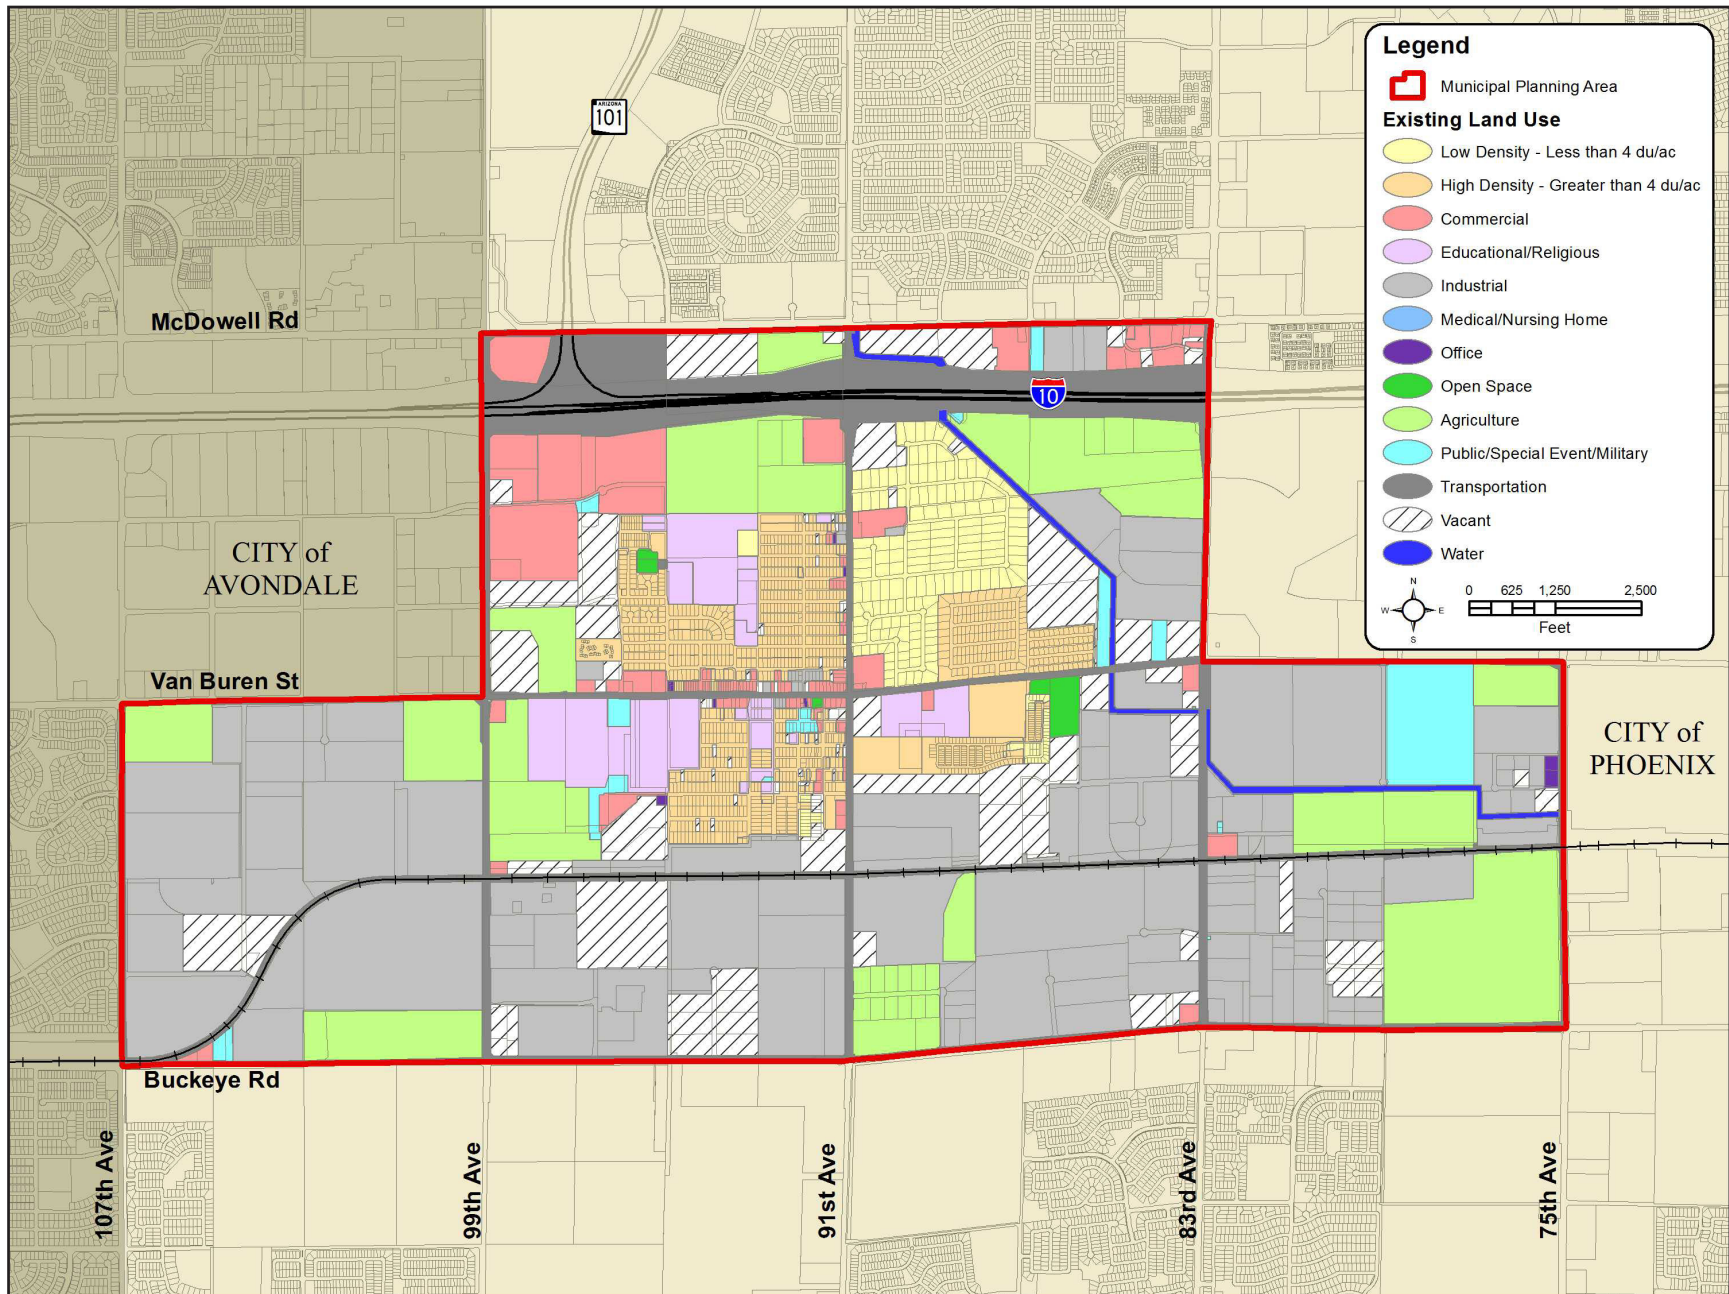 ARIZONA
101
McDowell Rd
10
CITY of
AVONDALE
Van Buren St
CITY of
PHOENIX
Buckeye Rd
107th Ave
99th Ave
91st Ave
83rd Ave
75th Ave
Legend
Municipal Planning Area
Existing Land Use
Low Density - Less than 4 du/ac
High Density - Greater than 4 du/ac
Commercial
Educational/Religious
Industrial
Medical/Nursing Home
Office
Open Space
Agriculture
Public/Special Event/Military
Transportation
Vacant
Water
N
W E
S
0 625 1,250 2,500
Feet